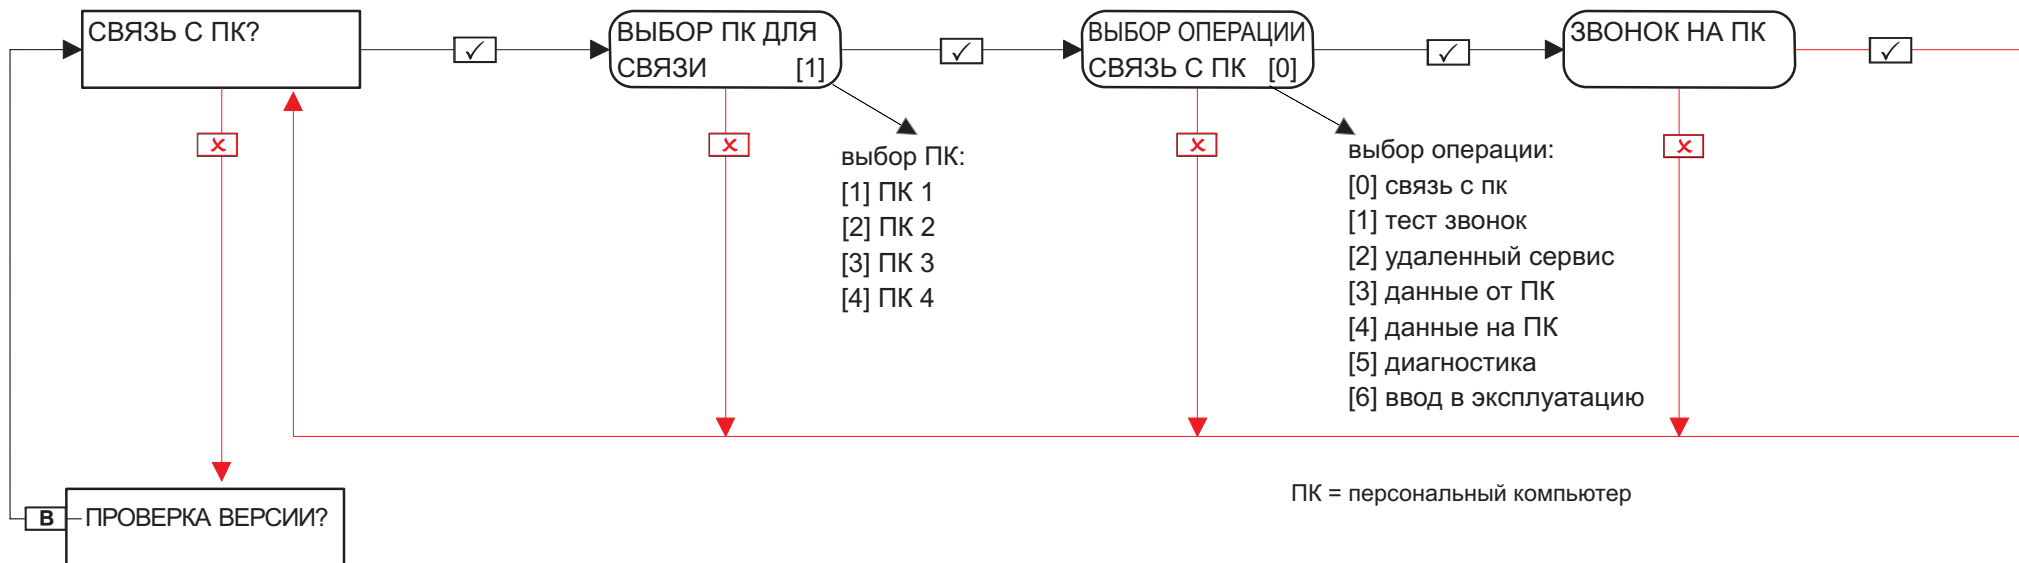 СВЯЗЬ С ПК?
ВЫБОР ПК ДЛЯ
СВЯЗИ [1]
ВЫБОР ОПЕРАЦИИ
СВЯЗЬ С ПК [0]
ЗВОНОК НА ПК
выбор ПК:
[1] ПК 1
[2] ПК 2
[3] ПК 3
[4] ПК 4
выбор операции:
[0] связь с пк
[1] тест звонок
[2] удаленный сервис
[3] данные от ПК
[4] данные на ПК
[5] диагностика
[6] ввод в эксплуатацию
ПК = персональный компьютер
B
ПРОВЕРКА ВЕРСИИ?